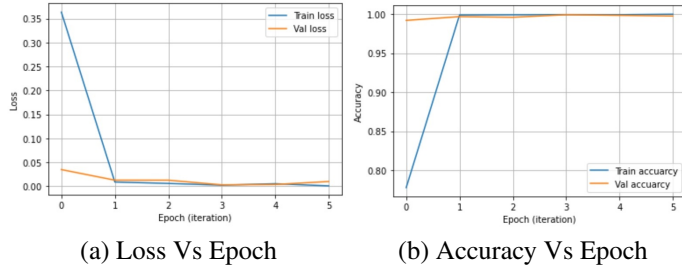 0.35
0.30
0.25
0.20
0.15
0.10
0.05
0.00
Loss
Train loss
Val loss
0 1 2 3 4 5
Epoch (iteration)
(a) Loss Vs Epoch
1.00
0.95
0.90
0.85
0.80
Accuracy
Train accuarcy
Val accuarcy
0 1 2 3 4 5
Epoch (iteration)
(b) Accuracy Vs Epoch